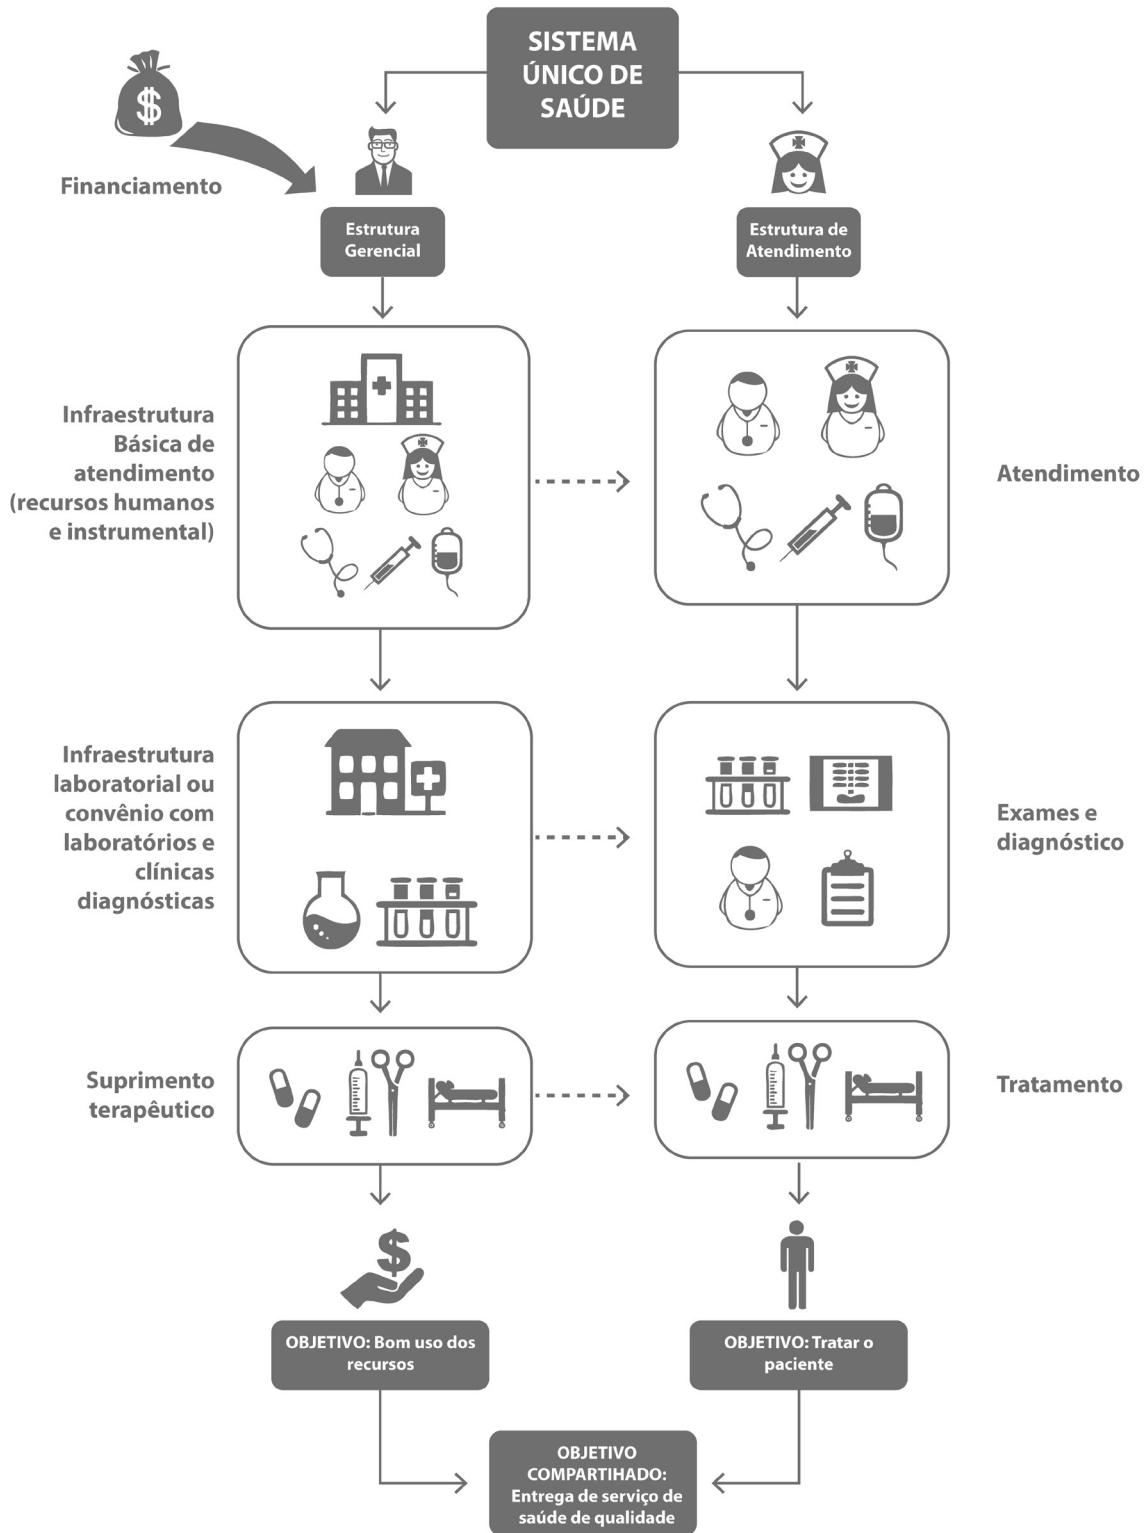 SISTEMA
ÚNICO DE
SAÚDE
$
Financiamento
Estrutura
Gerencial
Estrutura de
Atendimento
Infraestrutura
Básica de
atendimento
(recursos humanos
e instrumental)
Atendimento
Infraestrutura
laboratorial ou
convênio com
laboratórios e
clínicas
diagnósticas
Exames e
diagnóstico
Suprimento
terapêutico
Tratamento
$
OBJETIVO: Bom uso dos
recursos
OBJETIVO: Tratar o
paciente
OBJETIVO
COMPARTIHADO:
Entrega de serviço de
saúde de qualidade